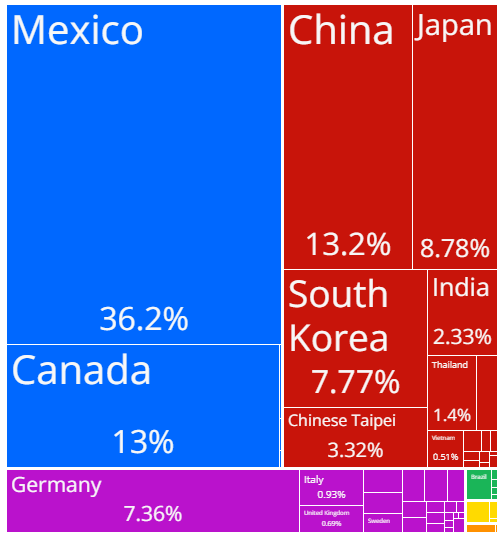 Mexico
36.2%
Canada
13%
China
13.2%
Japan
8.78%
South
Korea
7.77%
Chinese Taipei
3.32%
India
2.33%
Thailand
1.4%
Vietnam
0.51%
Germany
7.36%
Italy
0.93%
United Kingdom
0.69%
Sweden
Brazil